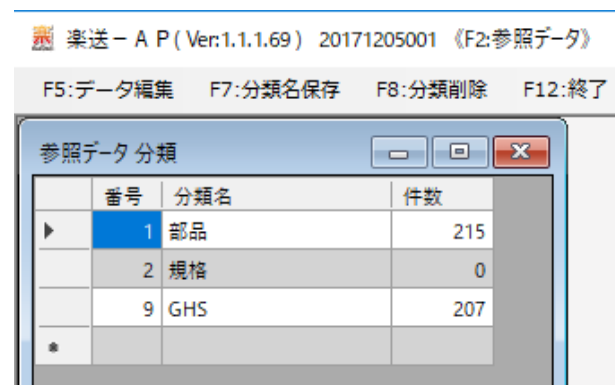 楽送－ＡＰ( Ver:1.1.1.69 ) 20171205001 《F2:参照データ》
F5:データ編集 F7:分類名保存 F8:分類削除 F12:終了
参照データ 分類
番号 分類名 件数
1 部品 215
2 規格 0
9 GHS 207